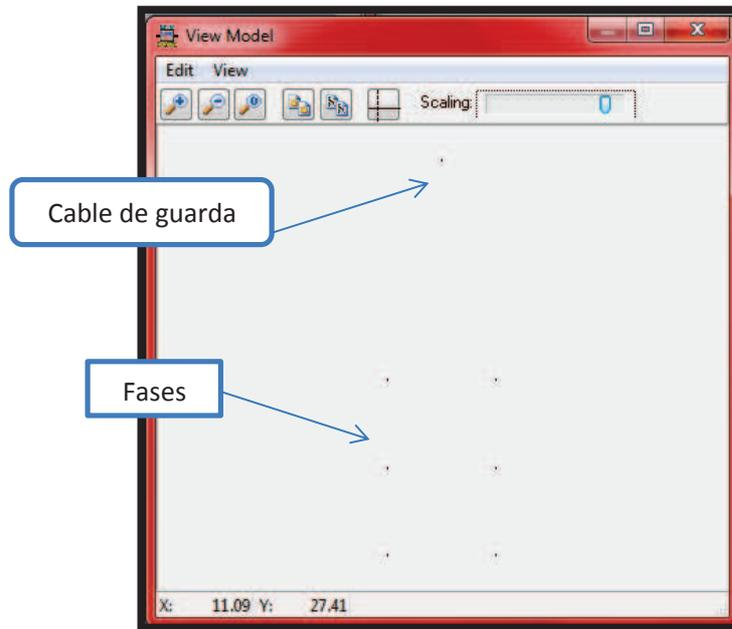 View Model
Edit View
Scaling:
Cable de guarda
Fases
X: 11.09 Y: 27.41